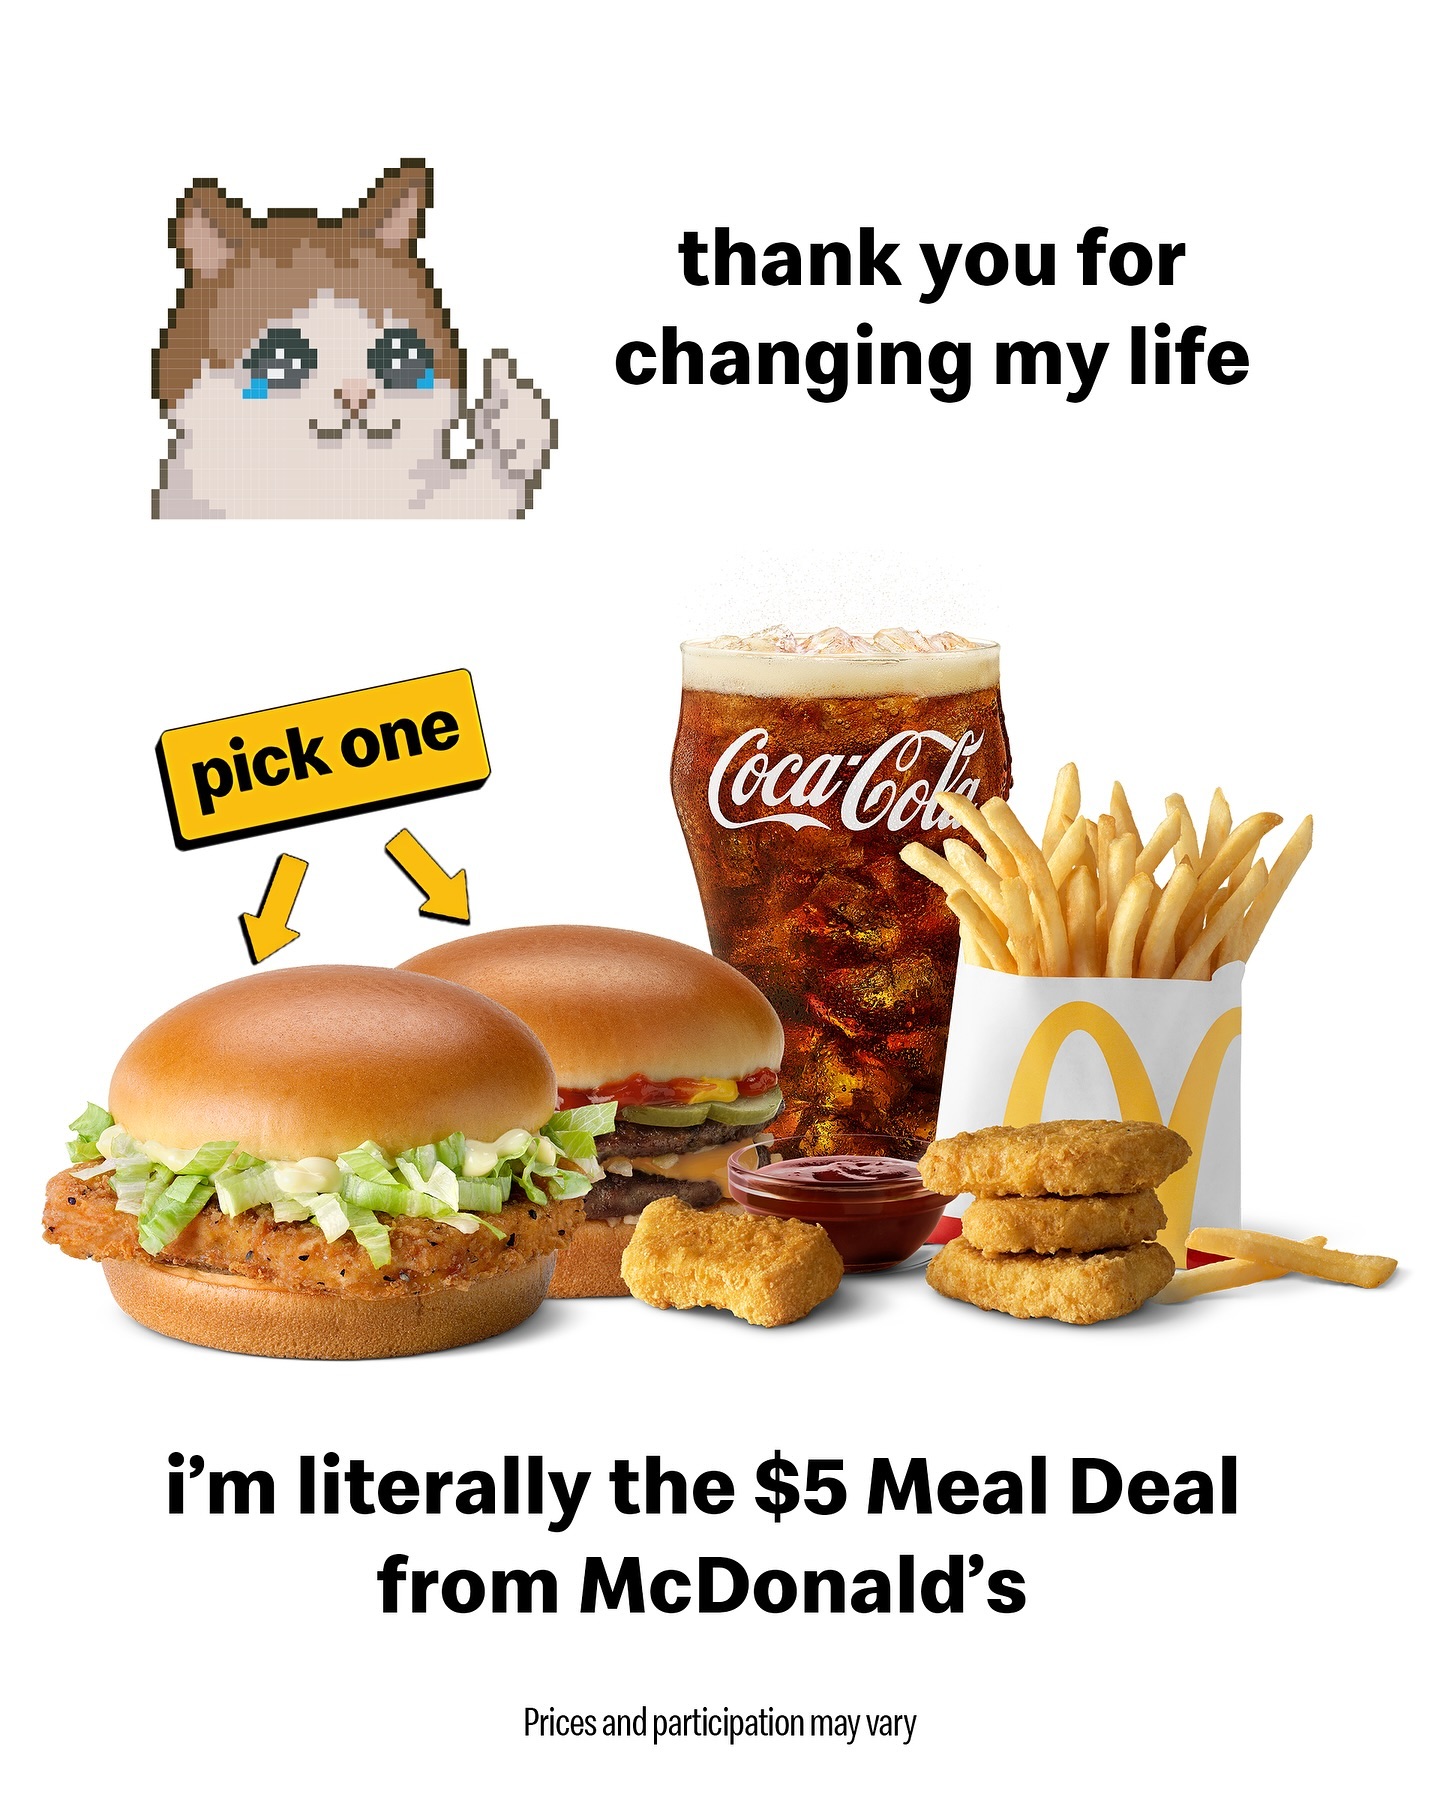 thank you for
changing my life
pick one
Coca-Cola
i’m literally the $5 Meal Deal
from McDonald’s
Prices and participation may vary